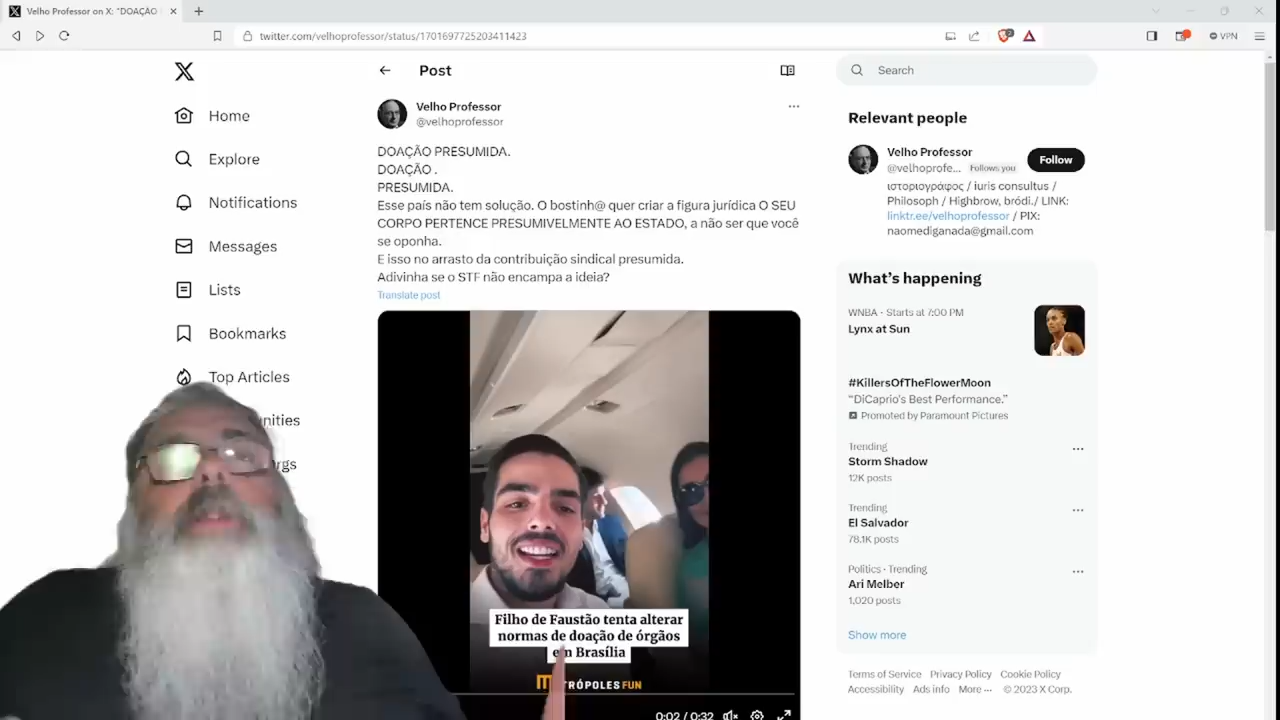 Velho Professor on X: "DOAÇÃO
twitter.com/velhoprofessor/status/1701697725203411423
VPN
Home
Explore
Notifications
Messages
Lists
Bookmarks
Top Articles
Post
Velho Professor
@velhoprofessor
DOAÇÃO PRESUMIDA.
DOAÇÃO .
PRESUMIDA.
Esse país não tem solução. O bostinh@ quer criar a figura jurídica O SEU
CORPO PERTENCE PRESUMIVELMENTE AO ESTADO, a não ser que você
se oponha.
E isso no arrasto da contribuição sindical presumida.
Adivinha se o STF não encampa a ideia?
Translate post
Filho de Faustão tenta alterar
normas de doação de órgãos
em Brasília
METRÓPOLES FUN
0:02 / 0:32
Search
Relevant people
Velho Professor
@velhoprofe... Follows you
Follow
ιστοριογράφος / iuris consultus /
Philosoph / Highbrow, bródi./ LINK:
linktr.ee/velhoprofessor / PIX:
naomediganada@gmail.com
What's happening
WNBA · Starts at 7:00 PM
Lynx at Sun
#KillersOfTheFlowerMoon
"DiCaprio's Best Performance."
Promoted by Paramount Pictures
Trending
Storm Shadow
12K posts
Trending
El Salvador
78.1K posts
Politics · Trending
Ari Melber
1,020 posts
Show more
Terms of Service Privacy Policy Cookie Policy
Accessibility Ads info More ··· © 2023 X Corp.